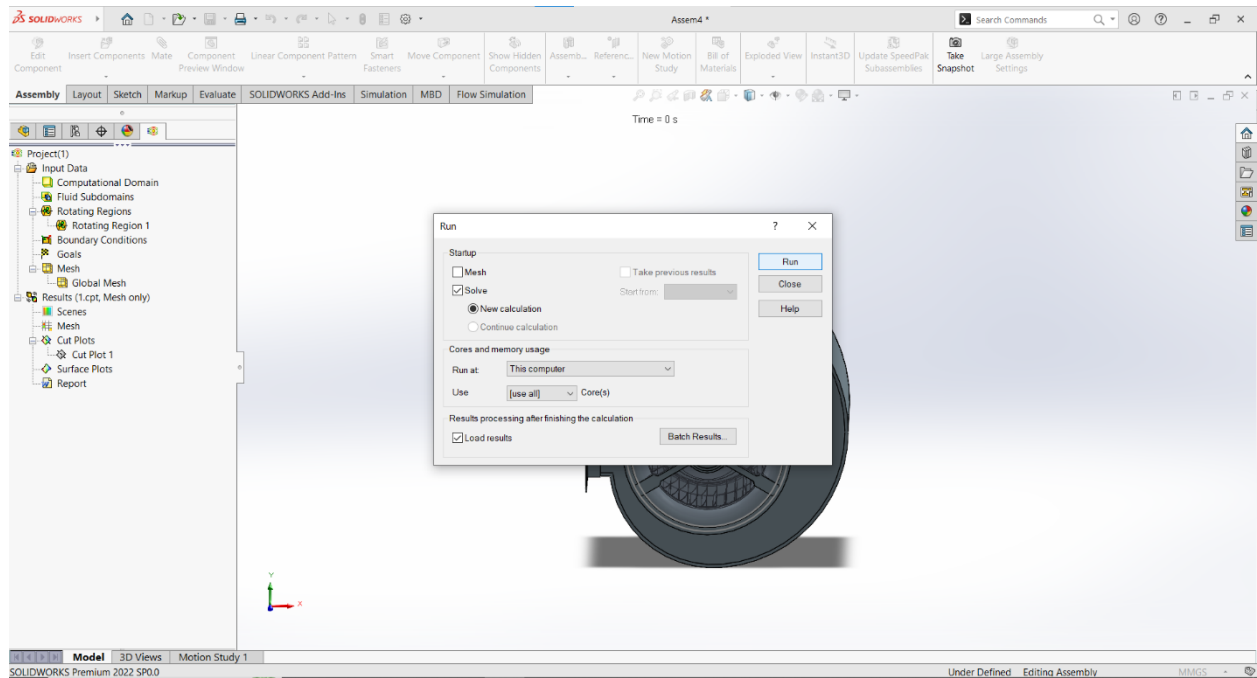 SOLIDWORKS
Assem4 *
Search Commands
Edit Component
Insert Components
Mate
Component Preview Window
Linear Component Pattern
Smart Fasteners
Move Component
Show Hidden Components
Assemb...
Referenc...
New Motion Study
Bill of Materials
Exploded View
Instant3D
Update SpeedPak Subassemblies
Take Snapshot
Large Assembly Settings
Assembly Layout Sketch Markup Evaluate SOLIDWORKS Add-Ins Simulation MBD Flow Simulation
Time = 0 s
Project(1)
Input Data
Computational Domain
Fluid Subdomains
Rotating Regions
Rotating Region 1
Boundary Conditions
Goals
Mesh
Global Mesh
Results (1.cpt, Mesh only)
Scenes
Mesh
Cut Plots
Cut Plot 1
Surface Plots
Report
Run ?
Startup
Mesh
Take previous results
Solve
Start from:
New calculation
Continue calculation
Run
Close
Help
Cores and memory usage
Run at: This computer
Use [use all] Core(s)
Results processing after finishing the calculation
Load results
Batch Results...
Y
X
Model 3D Views Motion Study 1
SOLIDWORKS Premium 2022 SP0.0
Under Defined Editing Assembly MMGS